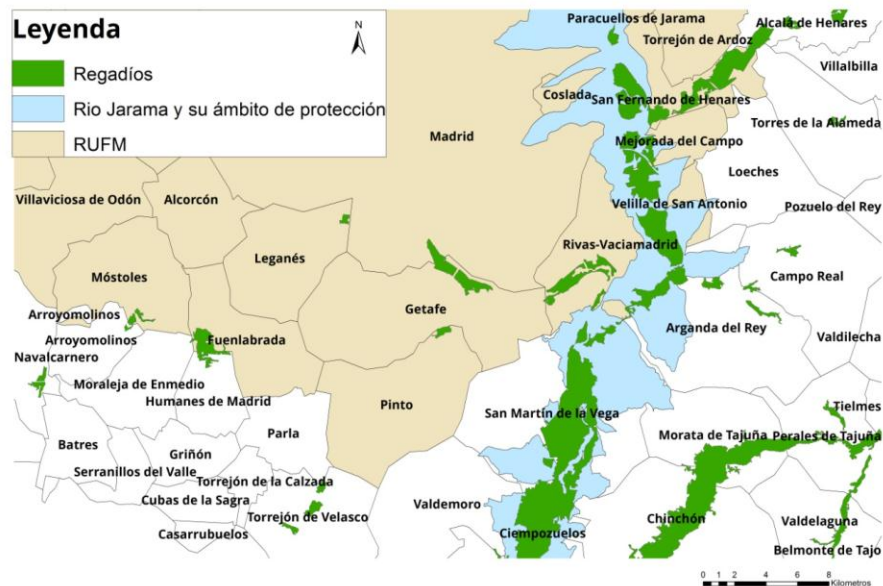 Leyenda
N
Regadíos
Rio Jarama y su ámbito de protección
RUFM
Paracuellos de Jarama
Alcalá de Henares
Torrejón de Ardoz
Villalbilla
Coslada
San Fernando de Henares
Torres de la Alameda
Madrid
Mejorada del Campo
Loeches
Villaviciosa de Odón
Alcorcón
Velilla de San Antonio
Pozuelo del Rey
Leganés
Rivas-Vaciamadrid
Móstoles
Campo Real
Getafe
Arroyomolinos
Arganda del Rey
Arroyomolinos
Fuenlabrada
Valdilecha
Navalcarnero
Moraleja de Enmedio
Humanes de Madrid
Pinto
Tielmes
San Martín de la Vega
Parla
Morata de Tajuña
Perales de Tajuña
Batres
Griñón
Serranillos del Valle
Torrejón de la Calzada
Cubas de la Sagra
Valdemoro
Torrejón de Velasco
Chinchón
Valdelaguna
Casarrubuelos
Ciempozuelos
Belmonte de Tajo
0 1 2 4 6 8
Kilometros